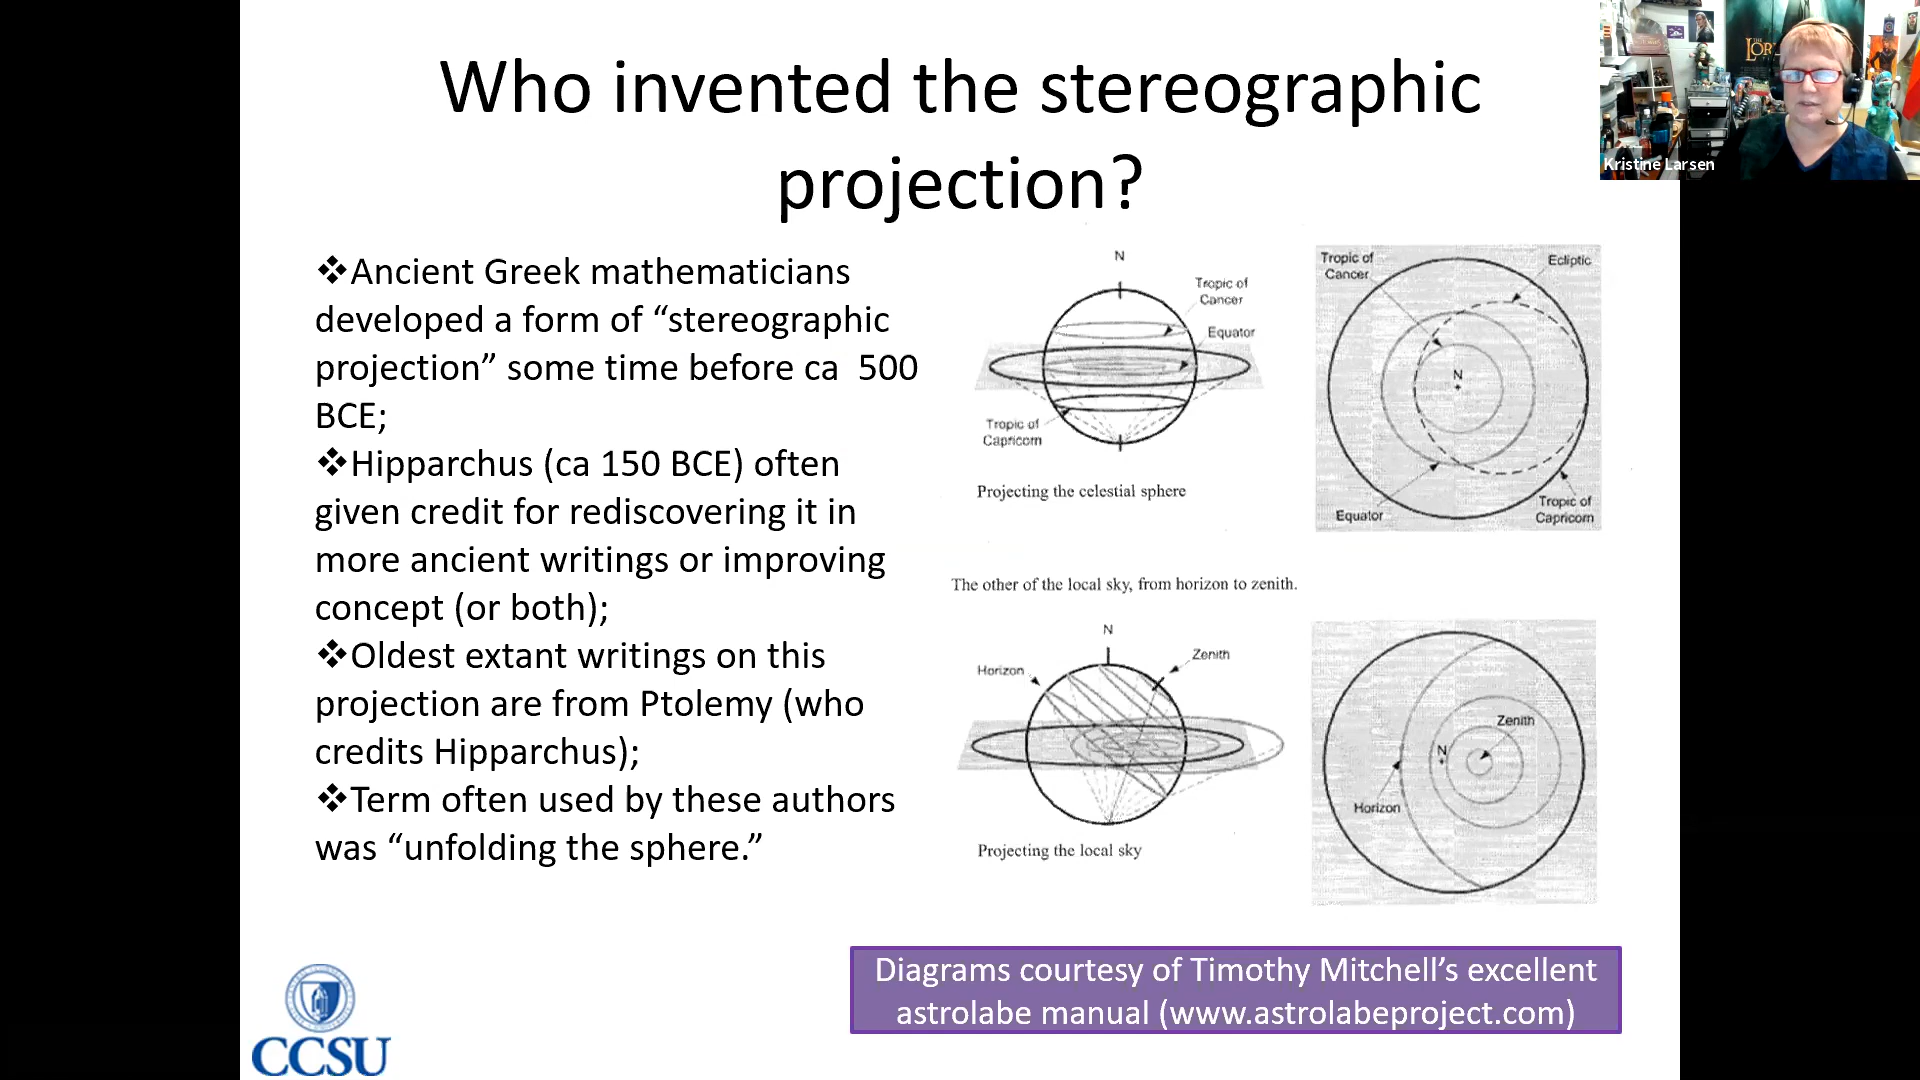 Who invented the stereographic
projection?
❖Ancient Greek mathematicians
developed a form of “stereographic
projection” some time before ca  500
BCE;
❖Hipparchus (ca 150 BCE) often
given credit for rediscovering it in
more ancient writings or improving
concept (or both);
❖Oldest extant writings on this
projection are from Ptolemy (who
credits Hipparchus);
❖Term often used by these authors
was “unfolding the sphere.”
N
Tropic of
Cancer
Equator
Tropic of
Capricorn
Projecting the celestial sphere
Tropic of
Cancer
Ecliptic
N
Equator
Tropic of
Capricorn
The other of the local sky, from horizon to zenith.
N
Horizon
Zenith
Projecting the local sky
Zenith
N
Horizon
Diagrams courtesy of Timothy Mitchell’s excellent
astrolabe manual (www.astrolabeproject.com)
CCSU
Kristine Larsen
THE
LOR